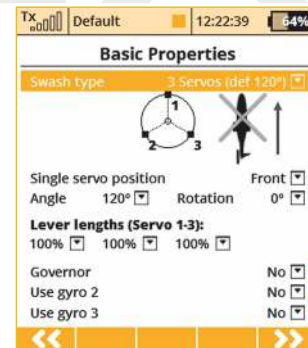 Tx Default 12:22:39 64%
Basic Properties
Swash type 3 Servos (def 120°)
1
2 3
Single servo position Front
Angle 120° Rotation 0°
Lever lengths (Servo 1-3):
100% 100% 100%
Governor No
Use gyro 2 No
Use gyro 3 No